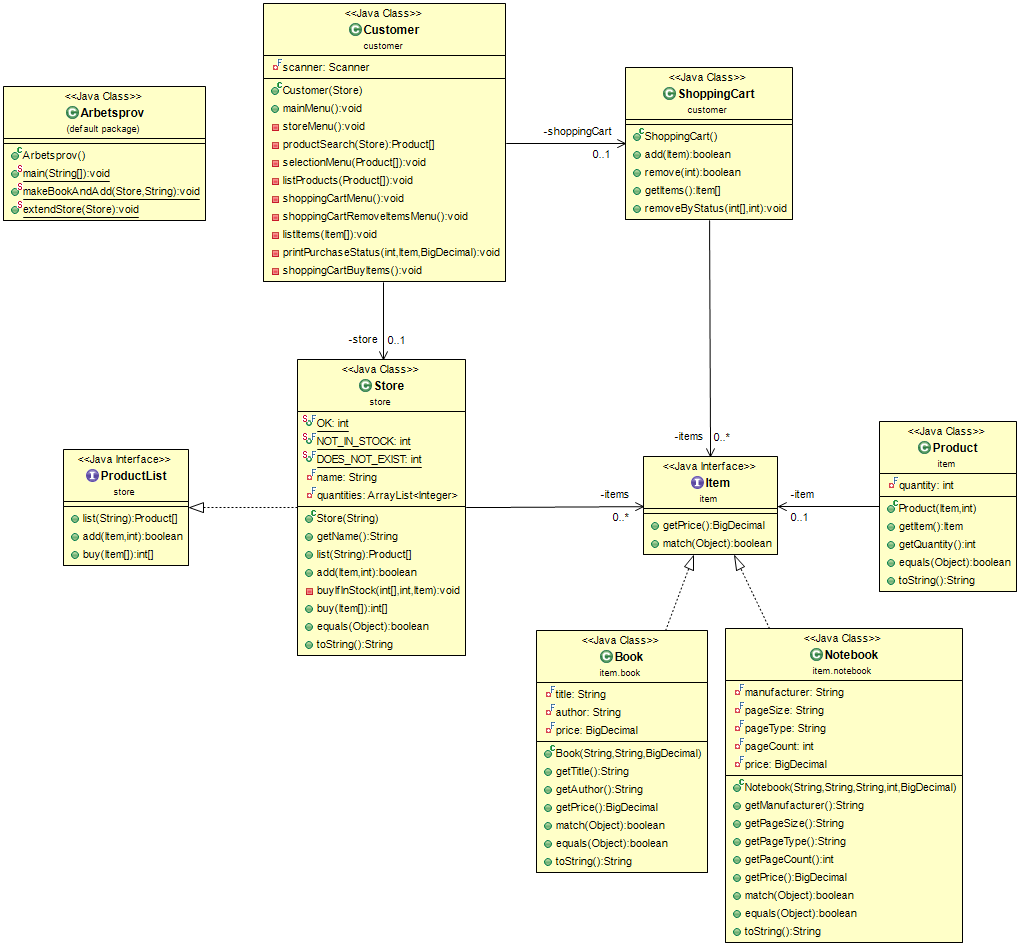 <<Java Class>>
Customer
customer
scanner: Scanner
Customer(Store)
mainMenu():void
storeMenu():void
productSearch(Store):Product[]
selectionMenu(Product[]):void
listProducts(Product[]):void
shoppingCartMenu():void
shoppingCartRemoveItemsMenu():void
listItems(Item[]):void
printPurchaseStatus(int,Item,BigDecimal):void
shoppingCartBuyItems():void
<<Java Class>>
ShoppingCart
customer
ShoppingCart()
add(Item):boolean
remove(int):boolean
getItems():Item[]
removeByStatus(int[],int):void
<<Java Class>>
Arbetsprov
(default package)
Arbetsprov()
main(String[]):void
makeBookAndAdd(Store,String):void
extendStore(Store):void
-shoppingCart
0..1
-store
0..1
<<Java Class>>
Store
store
OK: int
NOT_IN_STOCK: int
DOES_NOT_EXIST: int
name: String
quantities: ArrayList<Integer>
Store(String)
getName():String
list(String):Product[]
add(Item,int):boolean
buyIfInStock(int[],int,Item):void
buy(Item[]):int[]
equals(Object):boolean
toString():String
<<Java Interface>>
ProductList
store
list(String):Product[]
add(Item,int):boolean
buy(Item[]):int[]
-items
0..*
-items
0..*
<<Java Interface>>
Item
item
getPrice():BigDecimal
match(Object):boolean
-item
0..1
<<Java Class>>
Product
item
quantity: int
Product(Item,int)
getItem():Item
getQuantity():int
equals(Object):boolean
toString():String
<<Java Class>>
Book
item.book
title: String
author: String
price: BigDecimal
Book(String,String,BigDecimal)
getTitle():String
getAuthor():String
getPrice():BigDecimal
match(Object):boolean
equals(Object):boolean
toString():String
<<Java Class>>
Notebook
item.notebook
manufacturer: String
pageSize: String
pageType: String
pageCount: int
price: BigDecimal
Notebook(String,String,String,int,BigDecimal)
getManufacturer():String
getPageSize():String
getPageType():String
getPageCount():int
getPrice():BigDecimal
match(Object):boolean
equals(Object):boolean
toString():String